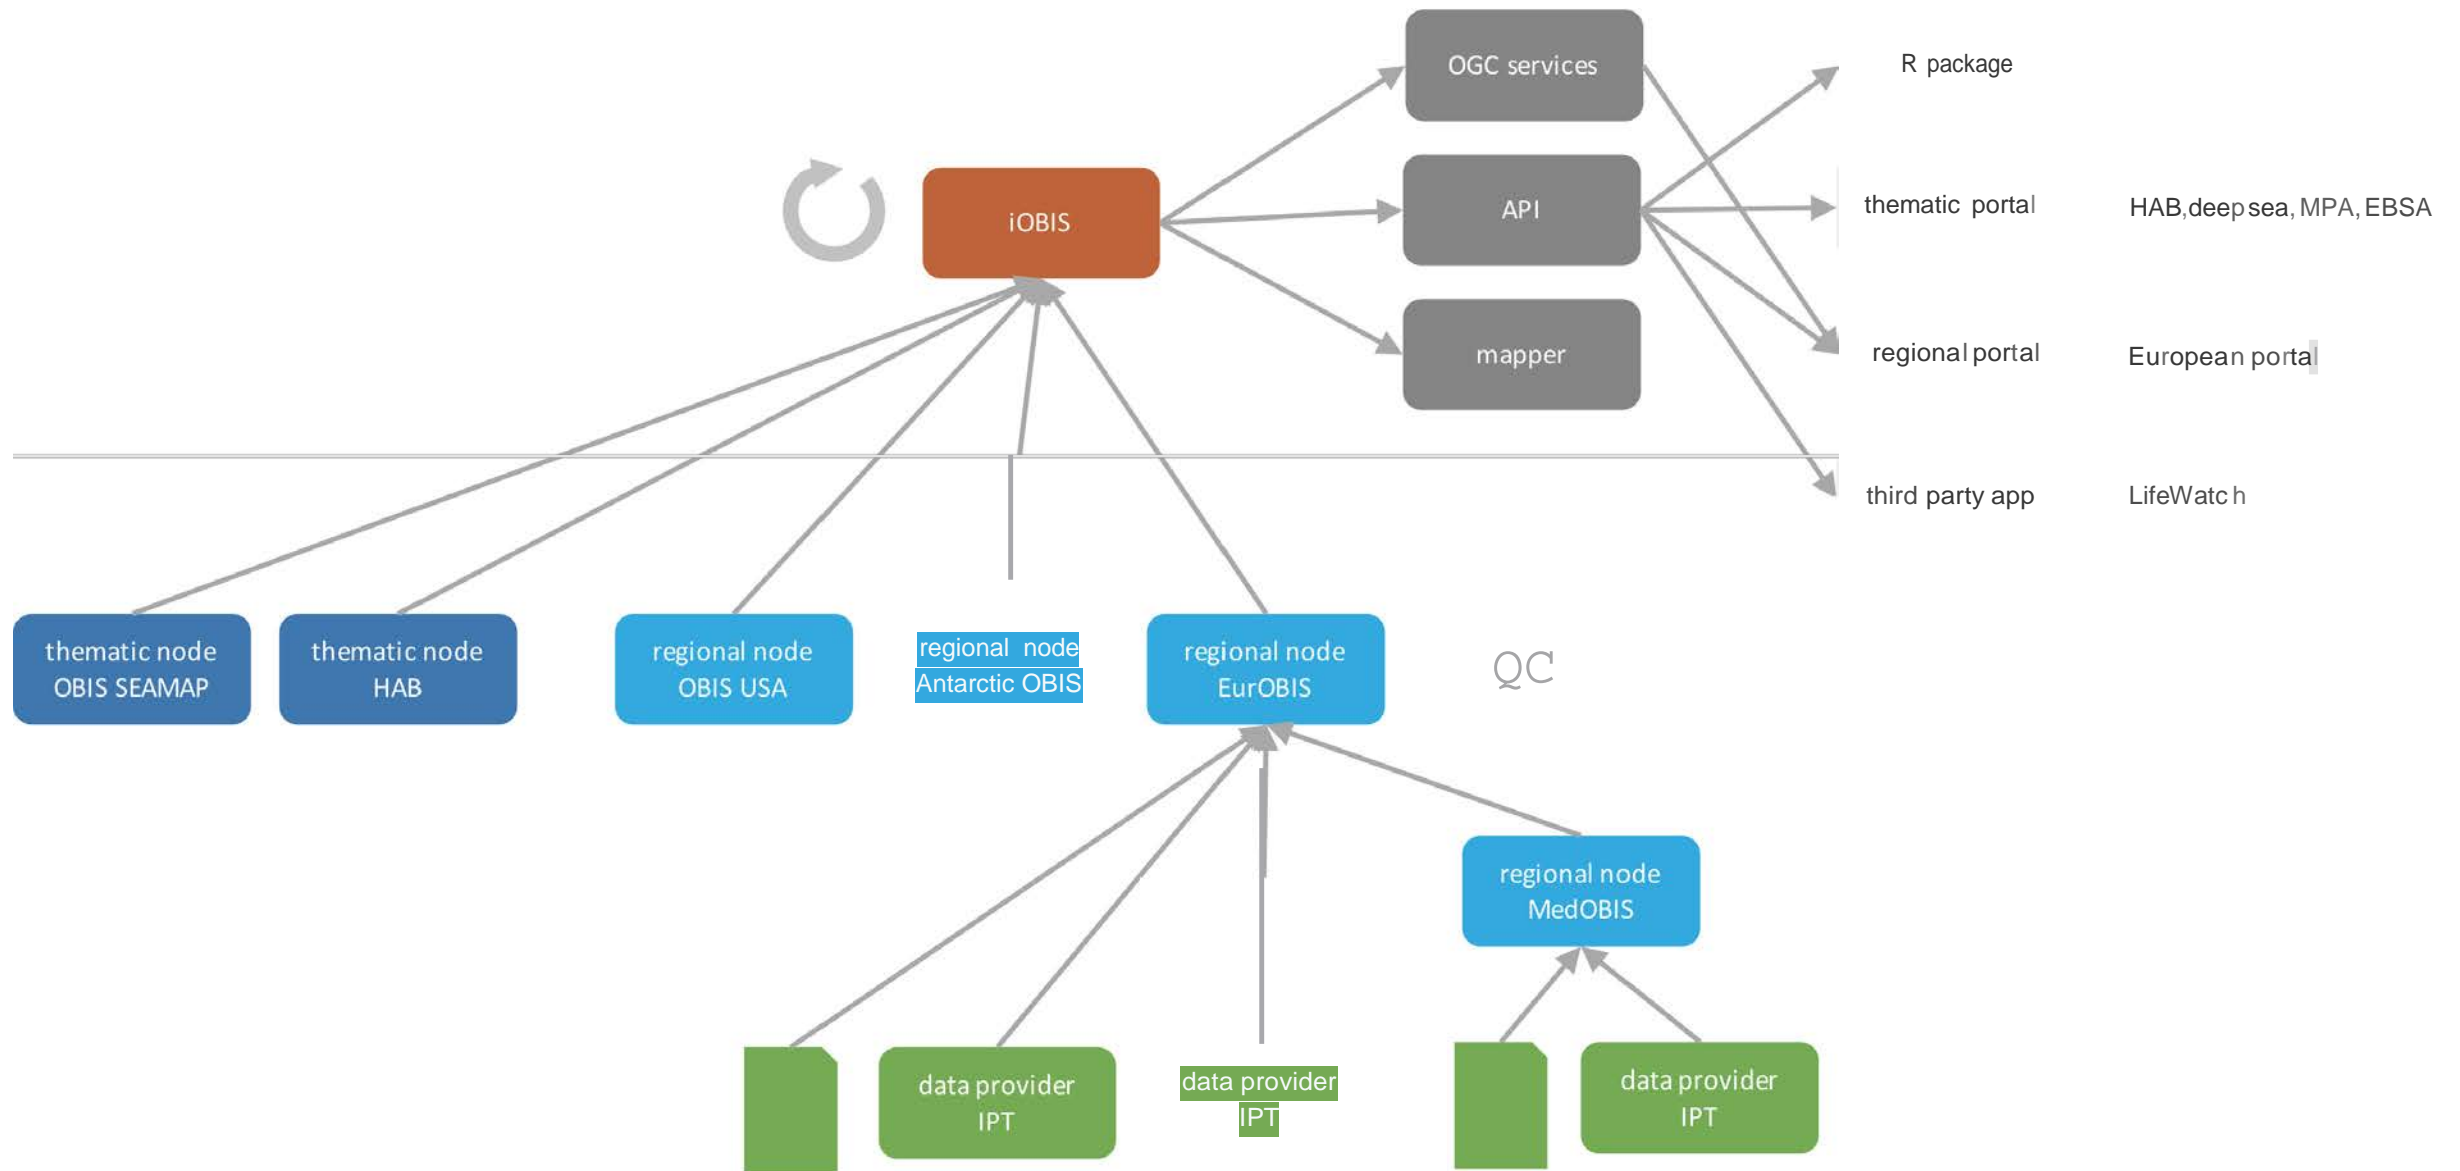 OGC services
R package
API
iOBIS
thematic portal
HAB, deep sea, MPA, EBSA
mapper
regional portal
European portal
third party app
LifeWatch
thematic node
OBIS SEAMAP
thematic node
HAB
regional node
OBIS USA
regional node
Antarctic OBIS
regional node
EurOBIS
QC
regional node
MedOBIS
data provider
IPT
data provider
IPT
data provider
IPT